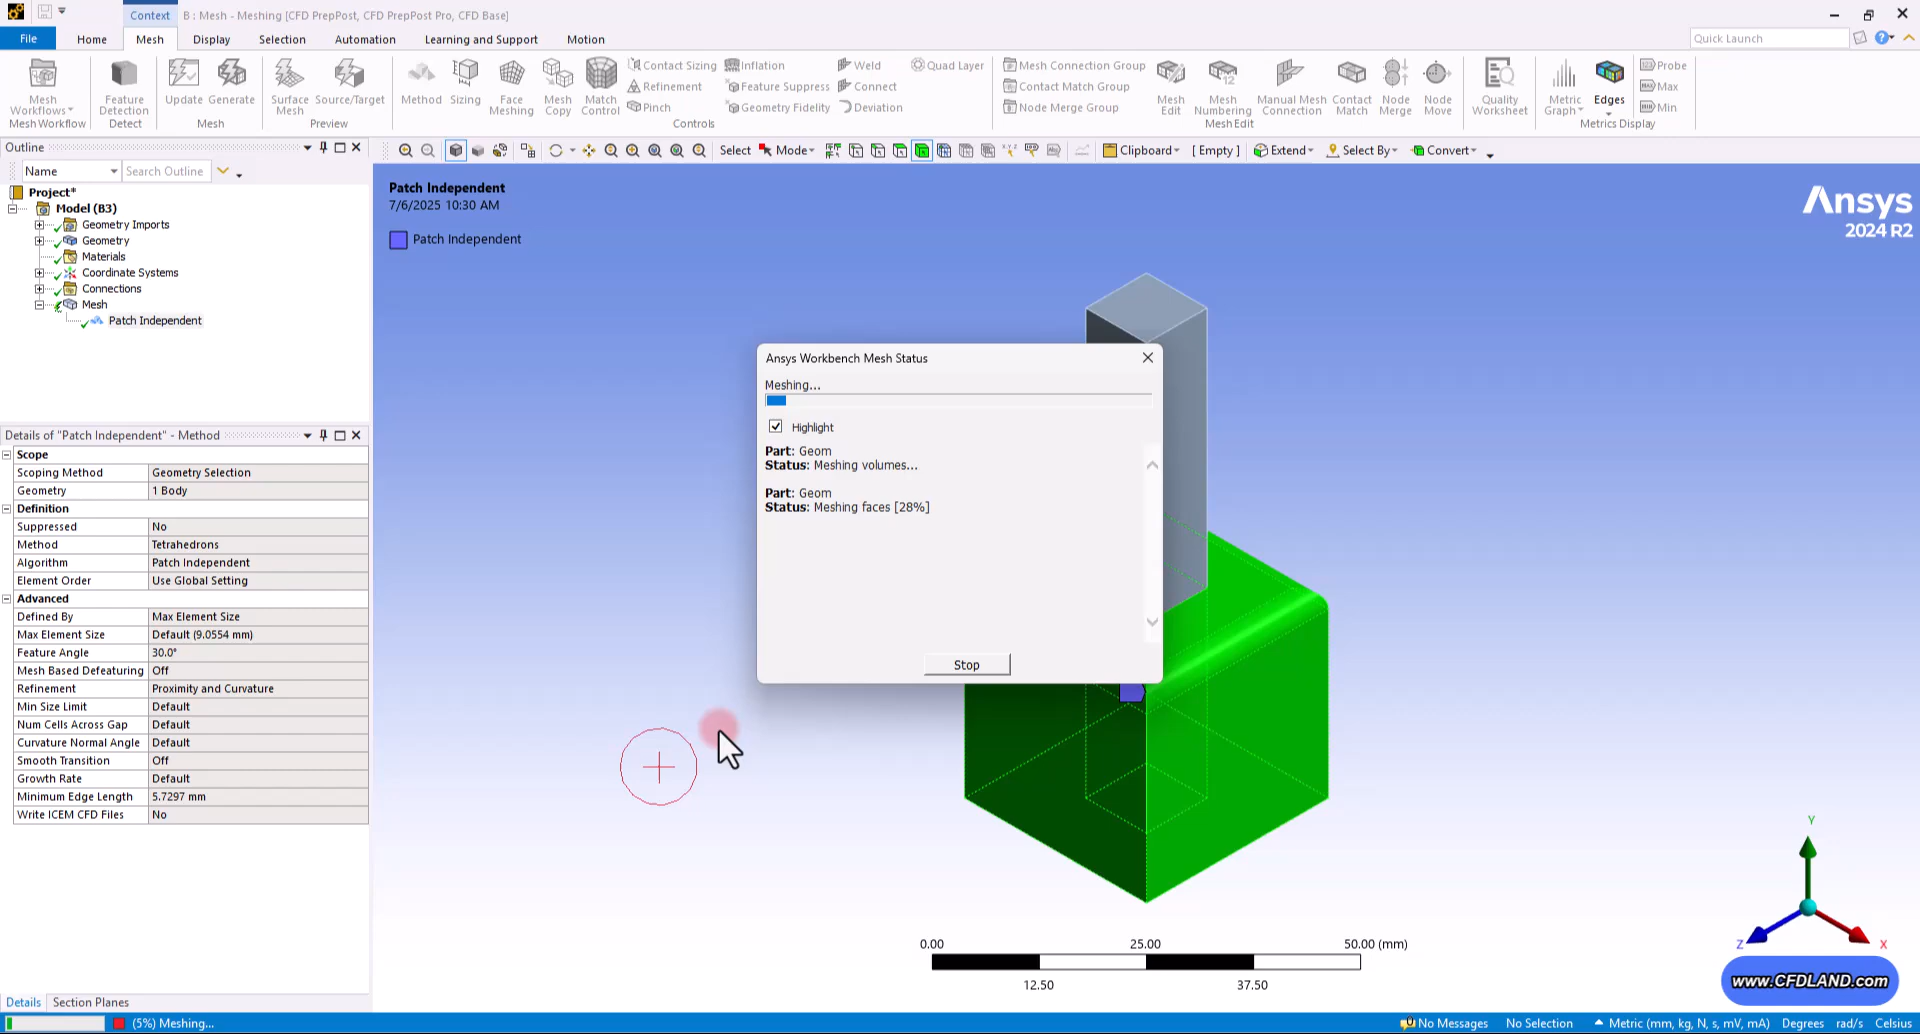 Context
B : Mesh - Meshing [CFD PrepPost, CFD PrepPost Pro, CFD Base]
File
Home
Mesh
Display
Selection
Automation
Learning and Support
Motion
Quick Launch
Mesh Workflows
Mesh Workflow
Feature Detection
Detect
Update
Generate
Mesh
Surface Mesh
Source/Target
Preview
Method
Sizing
Face Meshing
Mesh Copy
Match Control
Contact Sizing
Refinement
Pinch
Inflation
Feature Suppress
Geometry Fidelity
Weld
Connect
Deviation
Quad Layer
Controls
Mesh Connection Group
Contact Match Group
Node Merge Group
Mesh Edit
Mesh Numbering
Manual Mesh Connection
Contact Match
Node Merge
Node Move
Mesh Edit
Quality Worksheet
Metric Graph
Edges
Probe
Max
Min
Metrics Display
Outline
Name
Search Outline
Select
Mode
Clipboard
[ Empty ]
Extend
Select By
Convert
Project*
Model (B3)
Geometry Imports
Geometry
Materials
Coordinate Systems
Connections
Mesh
Patch Independent
Details of "Patch Independent" - Method
Scope
Scoping Method Geometry Selection
Geometry 1 Body
Definition
Suppressed No
Method Tetrahedrons
Algorithm Patch Independent
Element Order Use Global Setting
Advanced
Defined By Max Element Size
Max Element Size Default (9.0554 mm)
Feature Angle 30.0°
Mesh Based Defeaturing Off
Refinement Proximity and Curvature
Min Size Limit Default
Num Cells Across Gap Default
Curvature Normal Angle Default
Smooth Transition Off
Growth Rate Default
Minimum Edge Length 5.7297 mm
Write ICEM CFD Files No
Details
Section Planes
Patch Independent
7/6/2025 10:30 AM
Patch Independent
Ansys
2024 R2
Ansys Workbench Mesh Status
Meshing...
Highlight
Part: Geom
Status: Meshing volumes...
Part: Geom
Status: Meshing faces [28%]
Stop
0.00 25.00 50.00 (mm)
12.50 37.50
Y
Z
X
www.CFDLAND.com
(5%) Meshing...
No Messages
No Selection
Metric (mm, kg, N, s, mV, mA)
Degrees
rad/s
Celsius